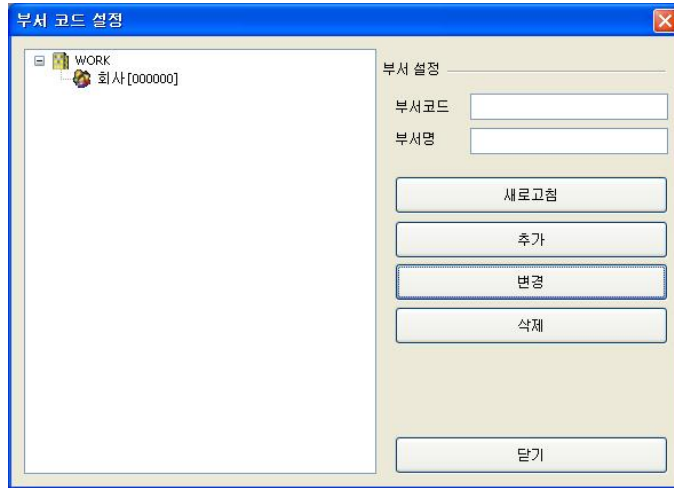 부서 코드 설정
WORK
회사[000000]
부서 설정
부서코드
부서명
새로고침
추가
변경
삭제
닫기